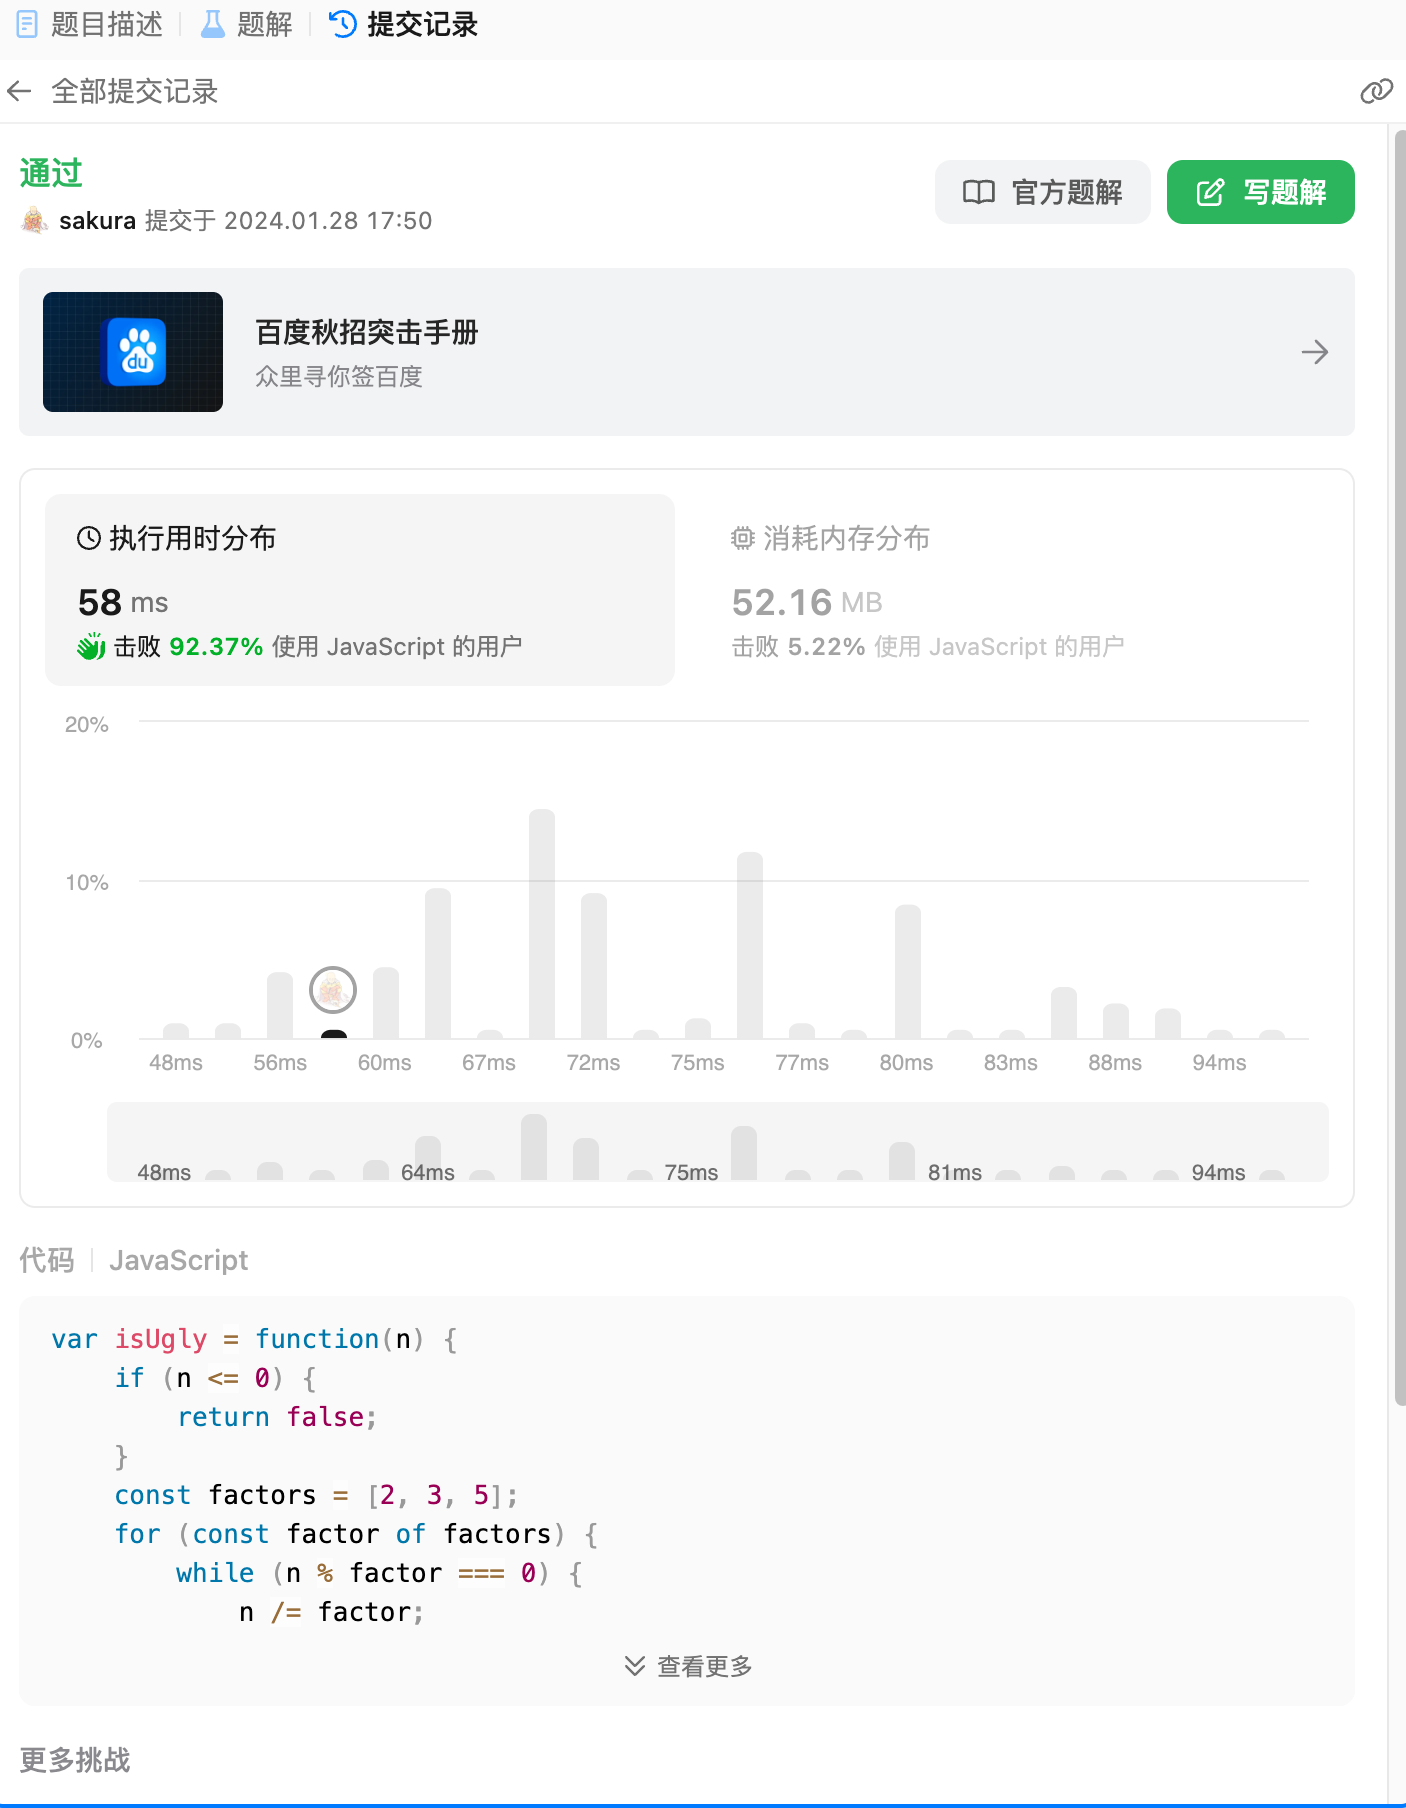 题目描述 | 题解 | 提交记录
全部提交记录
通过
sakura 提交于 2024.01.28 17:50
官方题解
写题解
du
百度秋招突击手册
众里寻你签百度
执行用时分布
58 ms
击败 92.37% 使用 JavaScript 的用户
消耗内存分布
52.16 MB
击败 5.22% 使用 JavaScript 的用户
20%
10%
0%
48ms 56ms 60ms 67ms 72ms 75ms 77ms 80ms 83ms 88ms 94ms
48ms 64ms 75ms 81ms 94ms
代码 | JavaScript
var isUgly = function(n) {
    if (n <= 0) {
        return false;
    }
    const factors = [2, 3, 5];
    for (const factor of factors) {
        while (n % factor === 0) {
            n /= factor;
查看更多
更多挑战